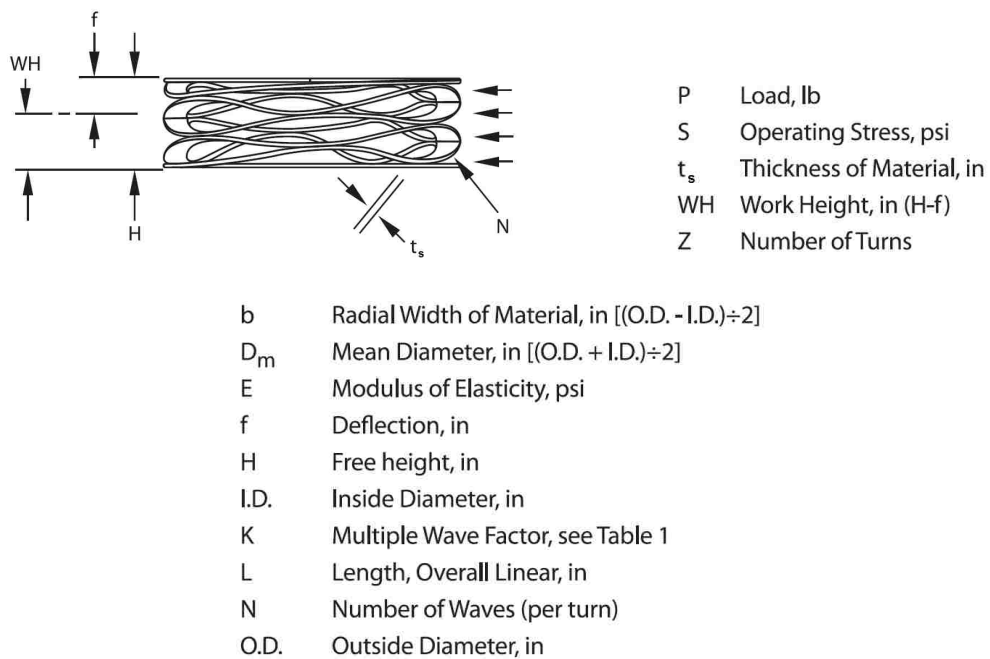 f
WH
H
t_s
N
P Load, lb
S Operating Stress, psi
t_s Thickness of Material, in
WH Work Height, in (H-f)
Z Number of Turns
b Radial Width of Material, in [(O.D. - I.D.)÷2]
D_m Mean Diameter, in [(O.D. + I.D.)÷2]
E Modulus of Elasticity, psi
f Deflection, in
H Free height, in
I.D. Inside Diameter, in
K Multiple Wave Factor, see Table 1
L Length, Overall Linear, in
N Number of Waves (per turn)
O.D. Outside Diameter, in